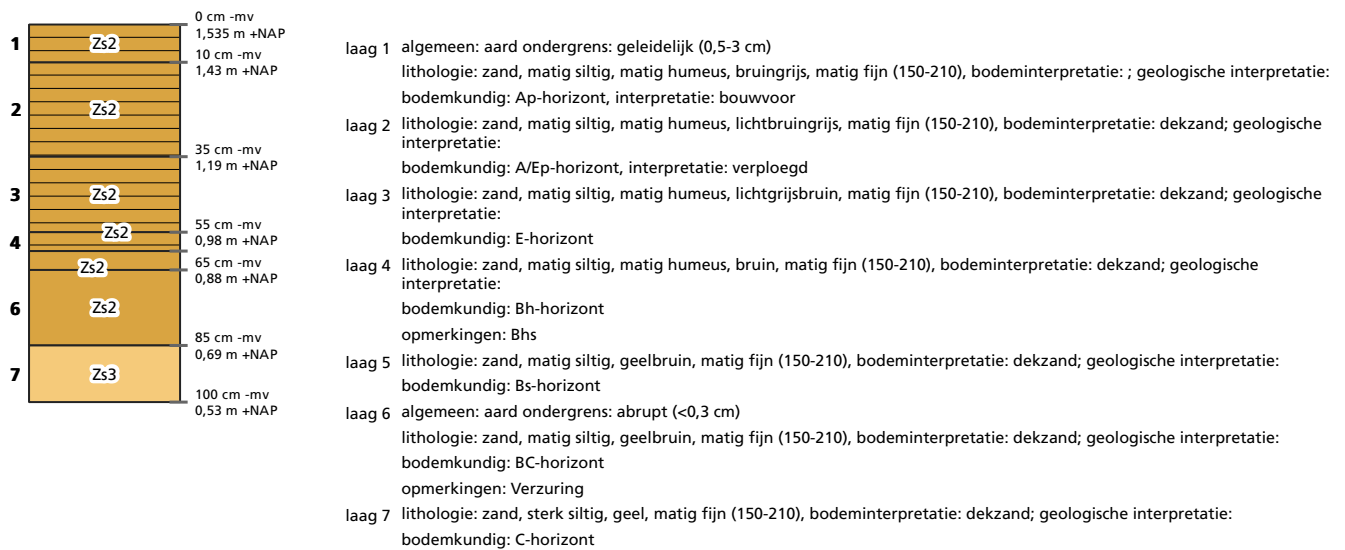 0 cm -mv
1,535 m +NAP
1
Zs2
10 cm -mv
1,43 m +NAP
2
Zs2
35 cm -mv
1,19 m +NAP
3
Zs2
55 cm -mv
0,98 m +NAP
Zs2
4
Zs2
65 cm -mv
0,88 m +NAP
6
Zs2
85 cm -mv
0,69 m +NAP
7
Zs3
100 cm -mv
0,53 m +NAP
laag 1 algemeen: aard ondergrens: geleidelijk (0,5-3 cm)
lithologie: zand, matig siltig, matig humeus, bruingrijs, matig fijn (150-210), bodeminterpretatie: ; geologische interpretatie:
bodemkundig: Ap-horizont, interpretatie: bouwvoor
laag 2 lithologie: zand, matig siltig, matig humeus, lichtbruingrijs, matig fijn (150-210), bodeminterpretatie: dekzand; geologische
interpretatie:
bodemkundig: A/Ep-horizont, interpretatie: verploegd
laag 3 lithologie: zand, matig siltig, matig humeus, lichtgrijsbruin, matig fijn (150-210), bodeminterpretatie: dekzand; geologische
interpretatie:
bodemkundig: E-horizont
laag 4 lithologie: zand, matig siltig, matig humeus, bruin, matig fijn (150-210), bodeminterpretatie: dekzand; geologische
interpretatie:
bodemkundig: Bh-horizont
opmerkingen: Bhs
laag 5 lithologie: zand, matig siltig, geelbruin, matig fijn (150-210), bodeminterpretatie: dekzand; geologische interpretatie:
bodemkundig: Bs-horizont
laag 6 algemeen: aard ondergrens: abrupt (<0,3 cm)
lithologie: zand, matig siltig, geelbruin, matig fijn (150-210), bodeminterpretatie: dekzand; geologische interpretatie:
bodemkundig: BC-horizont
opmerkingen: Verzuring
laag 7 lithologie: zand, sterk siltig, geel, matig fijn (150-210), bodeminterpretatie: dekzand; geologische interpretatie:
bodemkundig: C-horizont